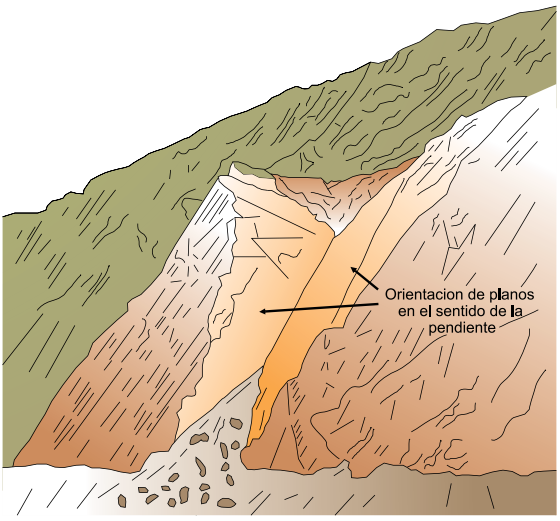 Orientacion de planos
en el sentido de la
pendiente